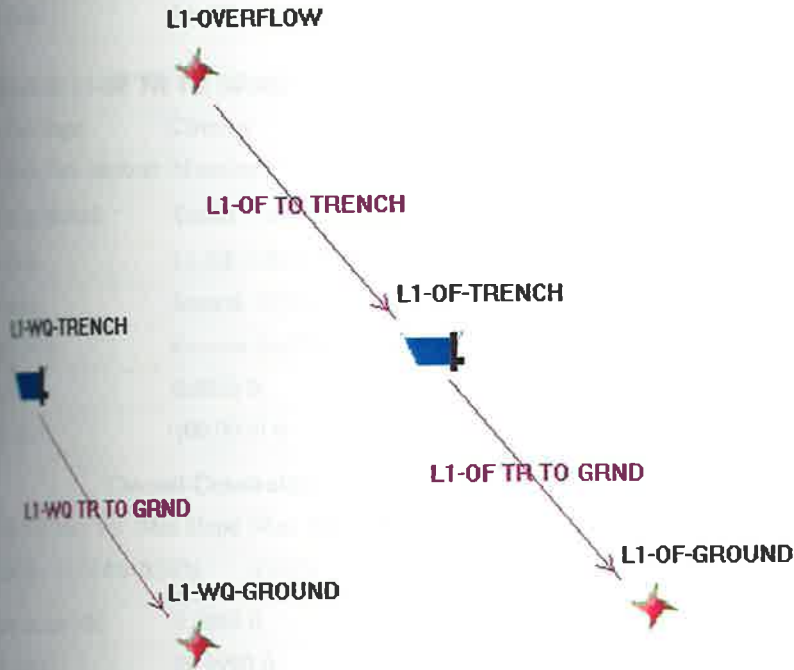 L1-OVERFLOW
L1-OF TO TRENCH
L1-OF-TRENCH
L1-WQ-TRENCH
L1-OF TR TO GRND
L1-WQ TR TO GRND
L1-OF-GROUND
L1-WQ-GROUND